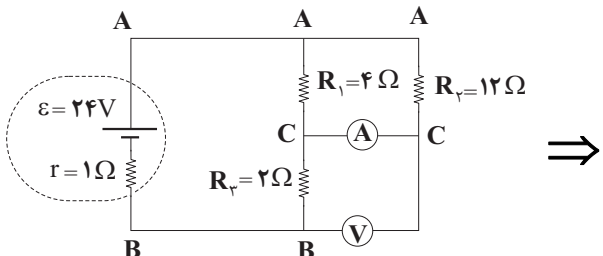 A A A
ε = ۲۴V
R۱=۴Ω
R۲=۱۲Ω
C A C
r = ۱Ω
R۳=۲Ω
B B V
⇒